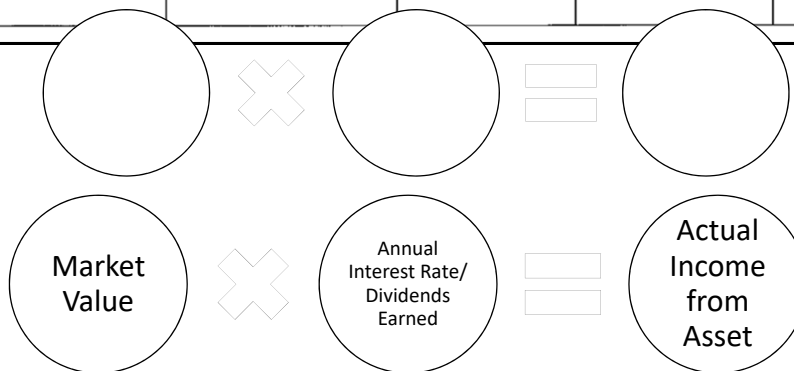 Market
Value
Annual
Interest Rate/
Dividends
Earned
Actual
Income
from
Asset